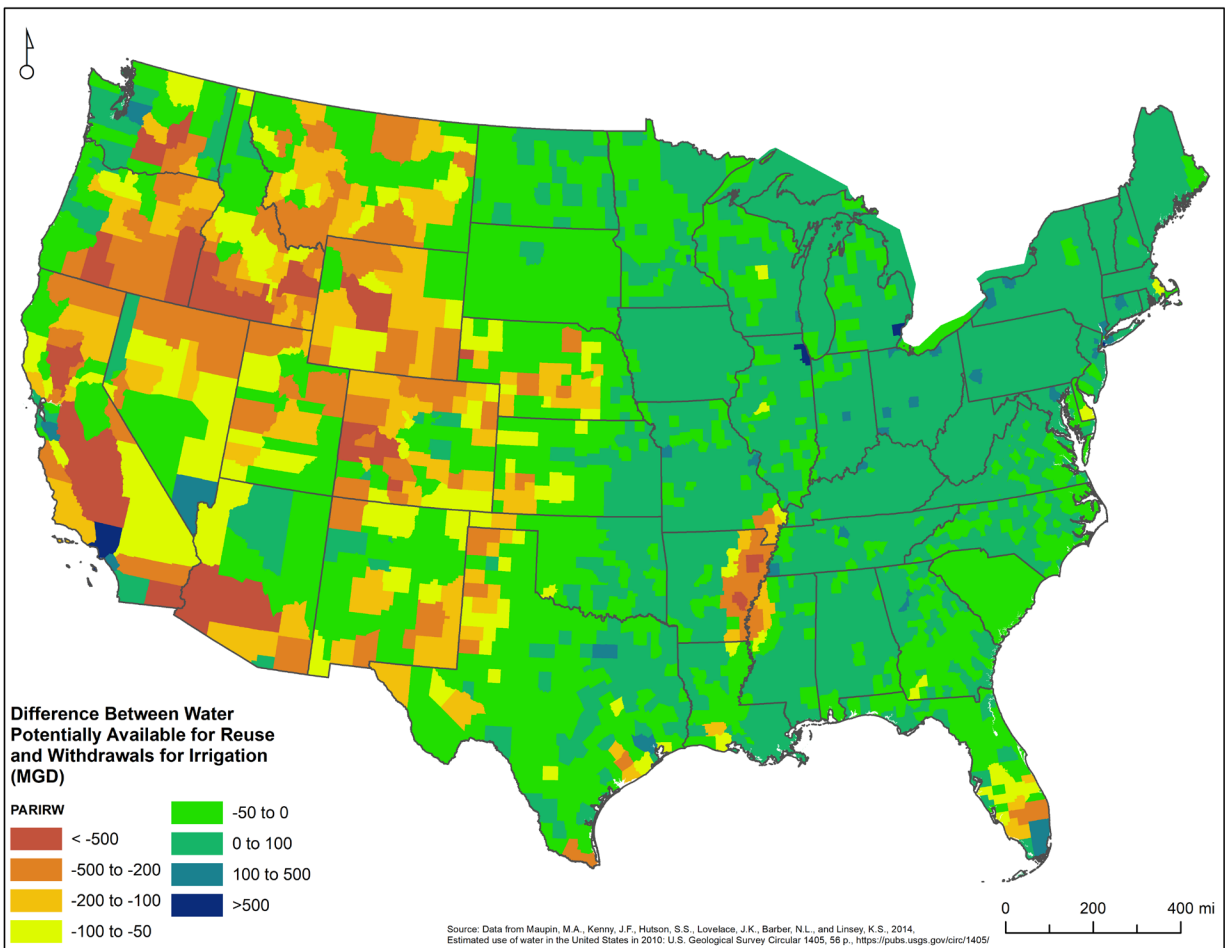 Difference Between Water
Potentially Available for Reuse
and Withdrawals for Irrigation
(MGD)
PARIRW
< -500
-500 to -200
-200 to -100
-100 to -50
-50 to 0
0 to 100
100 to 500
>500
Source: Data from Maupin, M.A., Kenny, J.F., Hutson, S.S., Lovelace, J.K., Barber, N.L., and Linsey, K.S., 2014,
Estimated use of water in the United States in 2010: U.S. Geological Survey Circular 1405, 56 p., https://pubs.usgs.gov/circ/1405/
0 200 400 mi